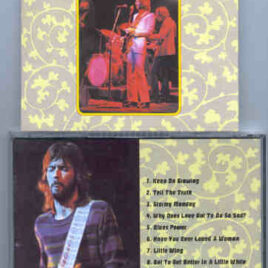 1. Keep On Growing
2. Tell The Truth
3. Stormy Monday
4. Why Does Love Got To Be So Sad?
5. Blues Power
6. Have You Ever Loved A Woman
7. Little Wing
8. Got To Get Better In A Little While